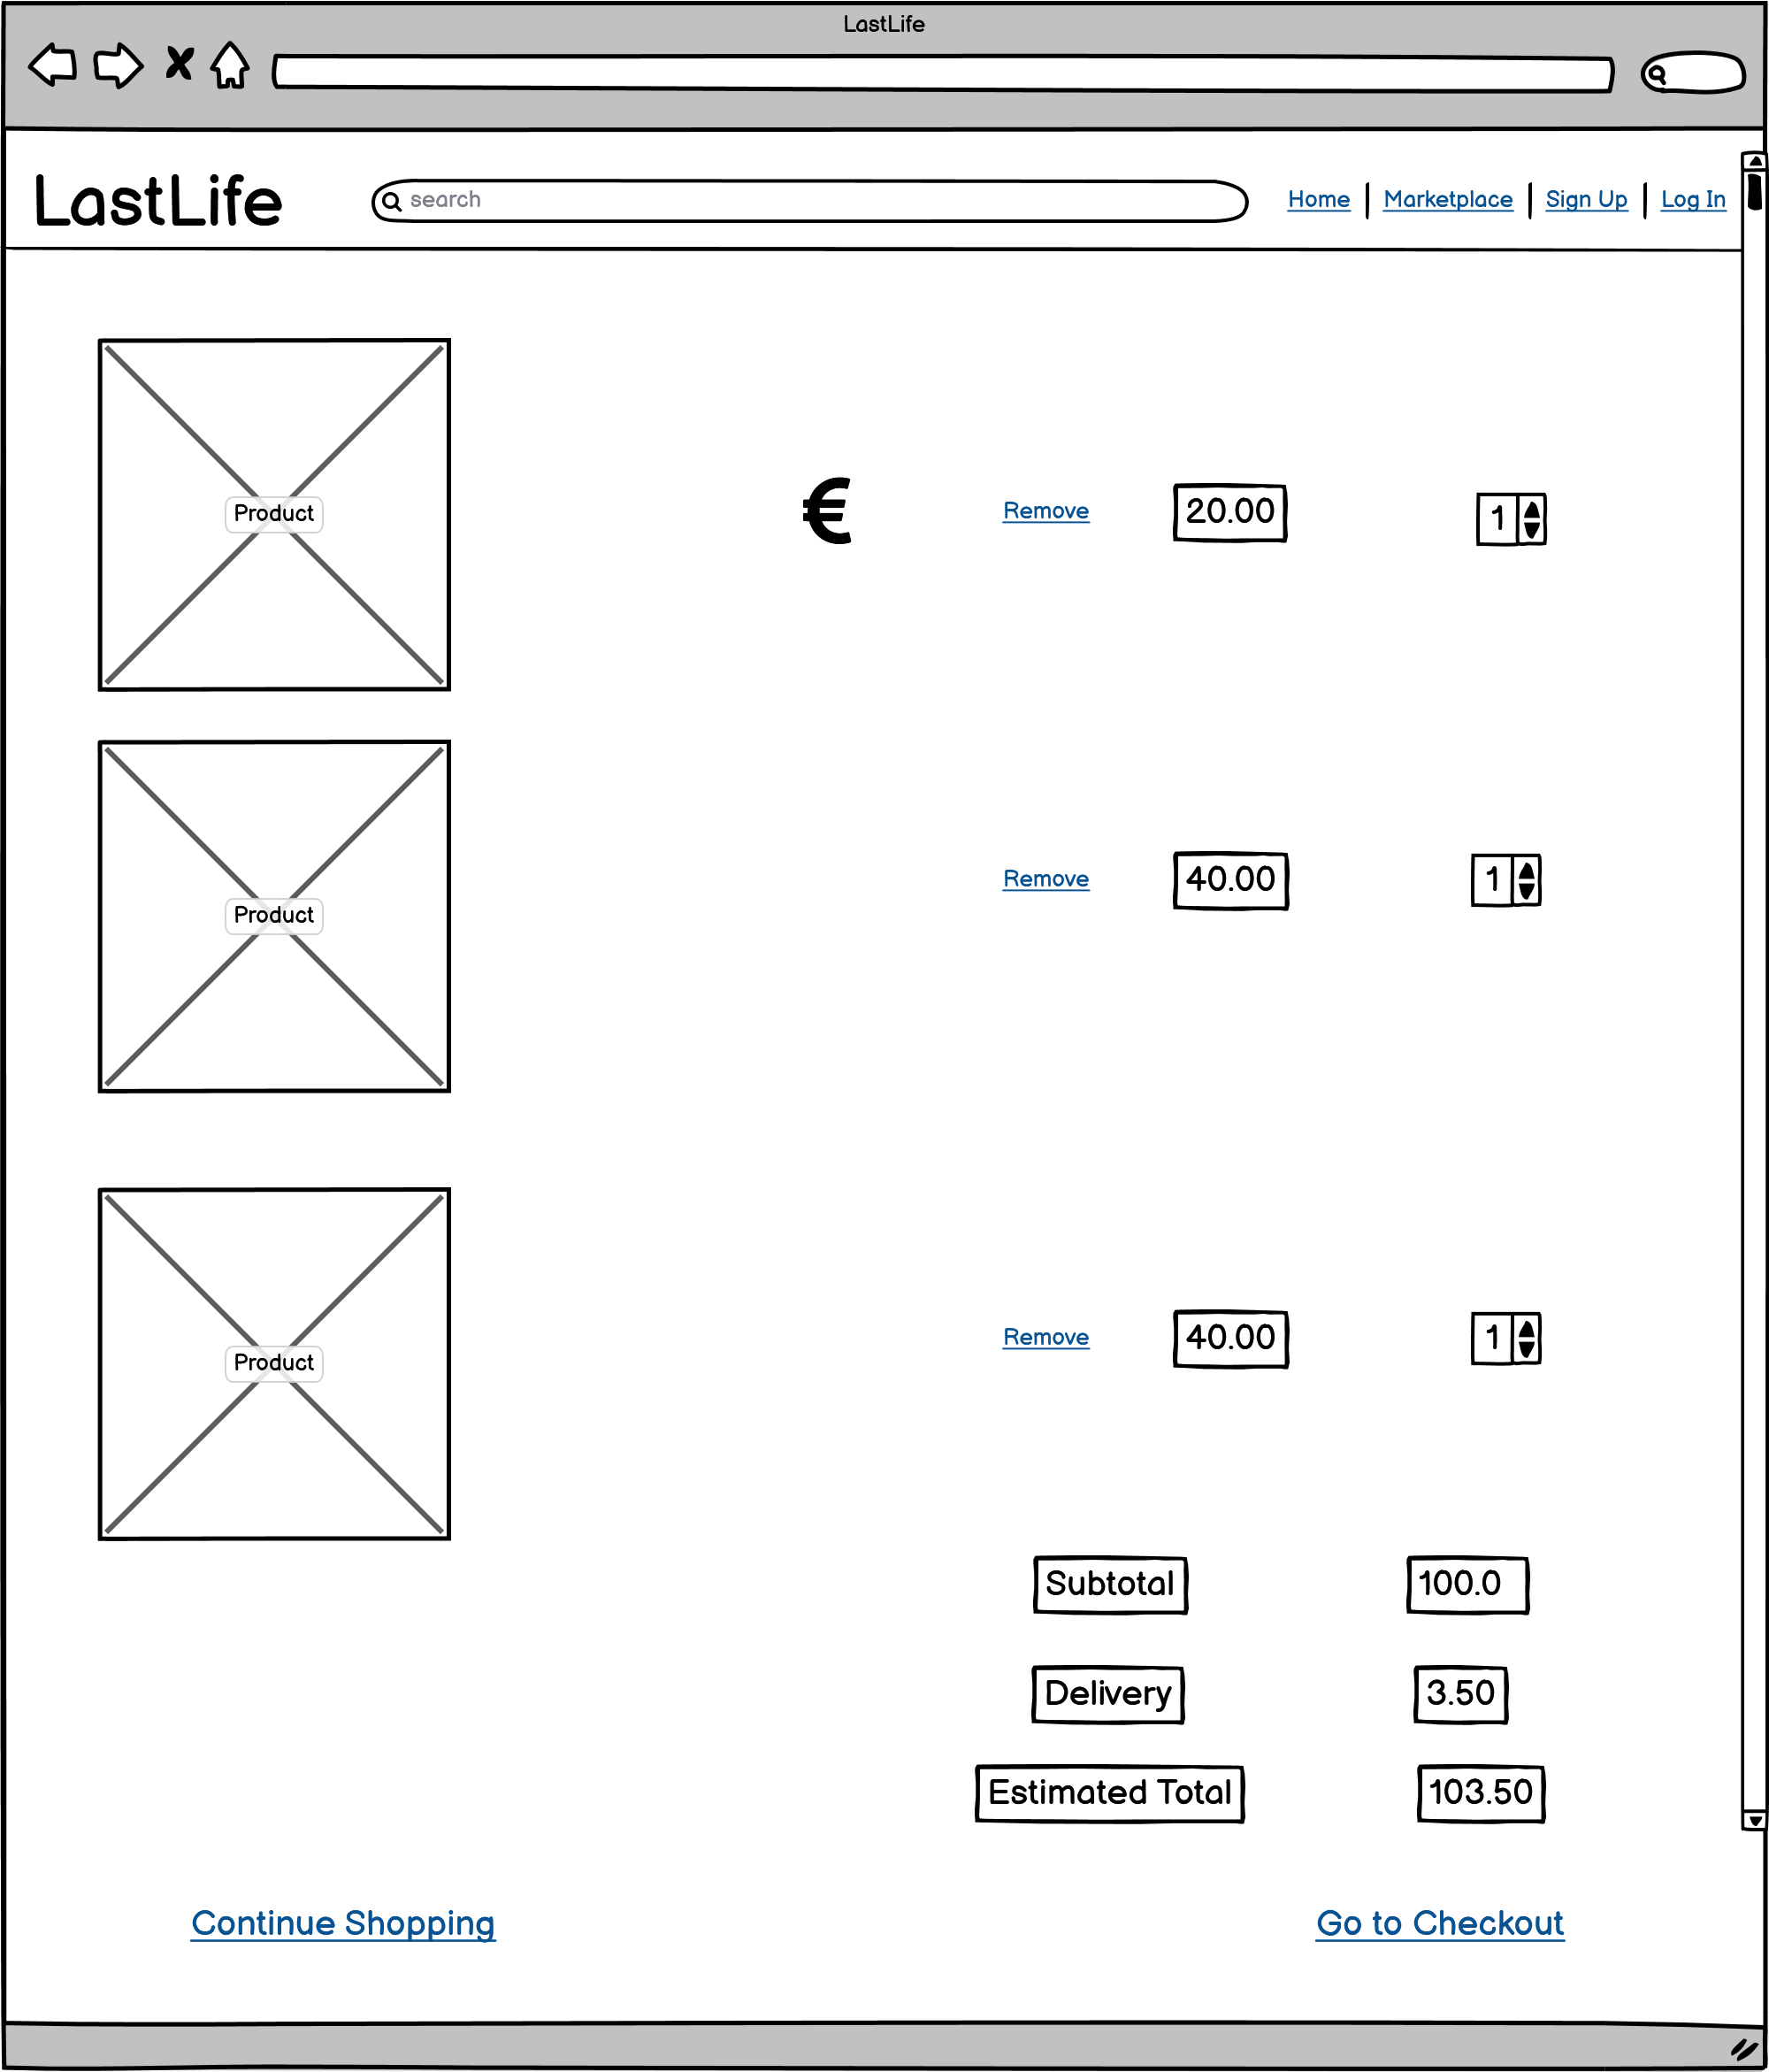 LastLife
LastLife search Home Marketplace Sign Up Log In
Product € Remove 20.00 1
Product Remove 40.00 1
Product Remove 40.00 1
Subtotal 100.0
Delivery 3.50
Estimated Total 103.50
Continue Shopping Go to Checkout